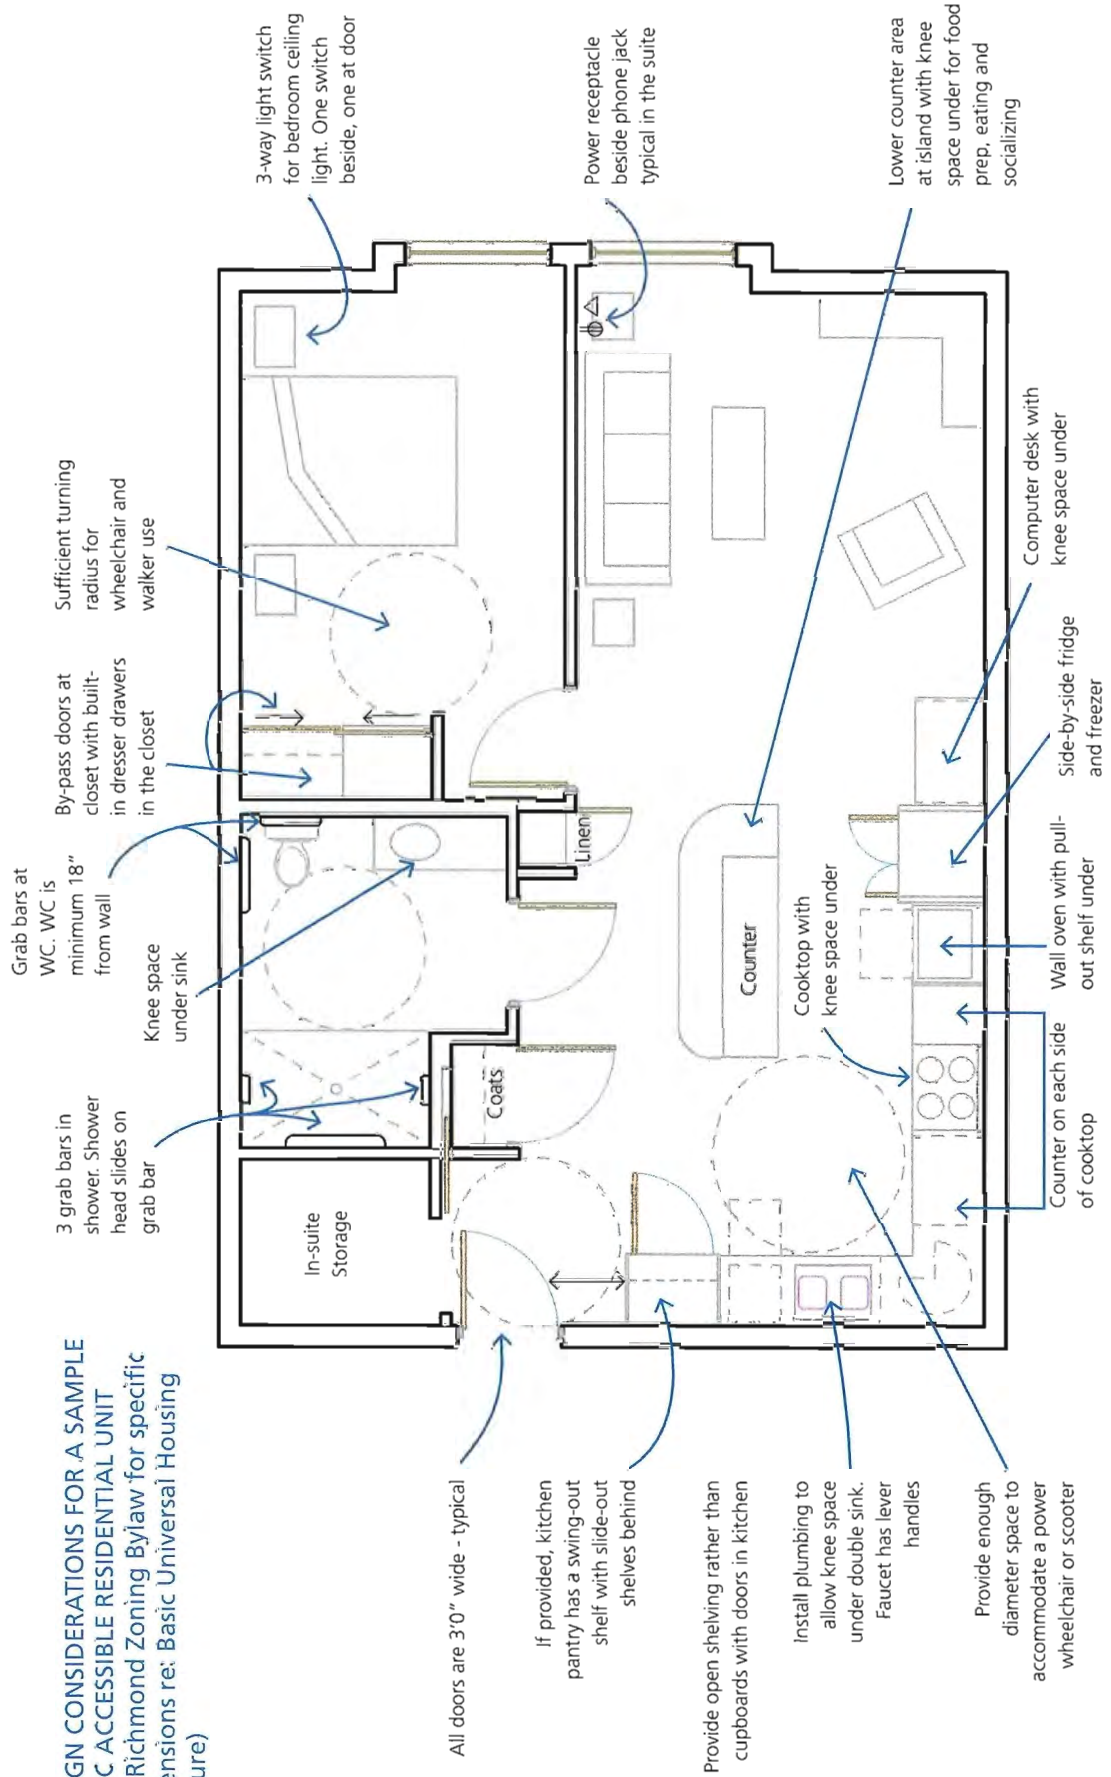 GN CONSIDERATIONS FOR A SAMPLE
C ACCESSIBLE RESIDENTIAL UNIT
Richmond Zoning Bylaw for specific
ensions re: Basic Universal Housing
ure)
3 grab bars in
shower. Shower
head slides on
grab bar
Grab bars at
WC. WC is
minimum 18"
from wall
Knee space
under sink
By-pass doors at
closet with built-
in dresser drawers
in the closet
Sufficient turning
radius for
wheelchair and
walker use
3-way light switch
for bedroom ceiling
light. One switch
beside, one at door
Power receptacle
beside phone jack
typical in the suite
Lower counter area
at island with knee
space under for food
prep, eating and
socializing
In-suite
Storage
Coats
Linen
Counter
Cooktop with
knee space under
All doors are 3'0" wide - typical
If provided, kitchen
pantry has a swing-out
shelf with slide-out
shelves behind
Provide open shelving rather than
cupboards with doors in kitchen
Install plumbing to
allow knee space
under double sink.
Faucet has lever
handles
Provide enough
diameter space to
accommodate a power
wheelchair or scooter
Counter on each side
of cooktop
Wall oven with pull-
out shelf under
Side-by-side fridge
and freezer
Computer desk with
knee space under